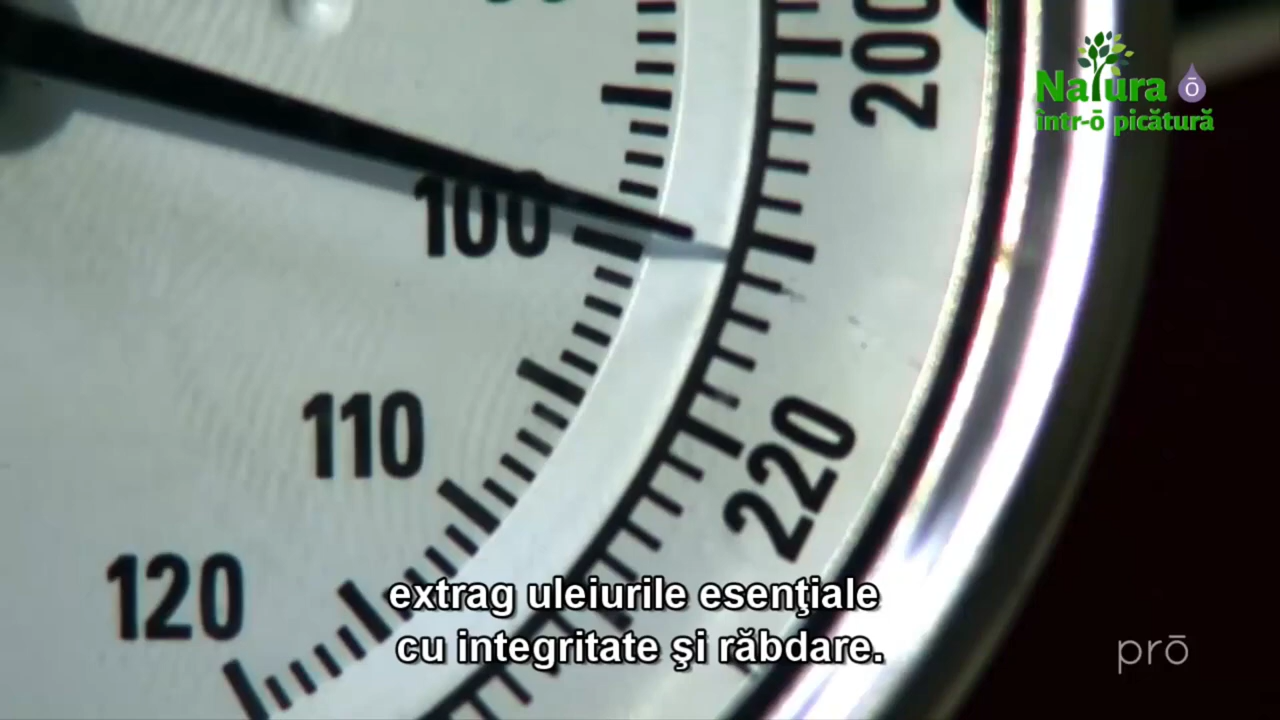 200
Natura ō
într-ō picătură
100
110
220
120
extrag uleiurile esenţiale
cu integritate şi răbdare.
prō